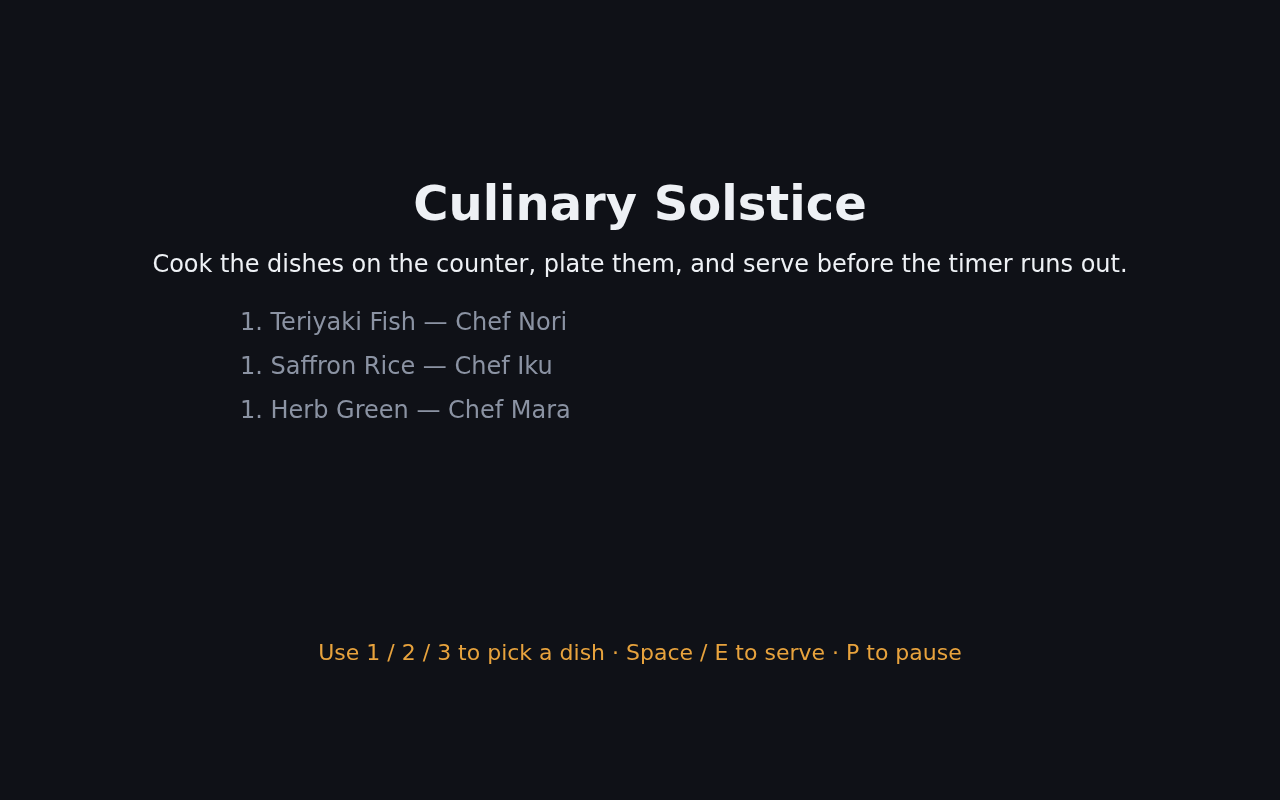 Culinary Solstice
Cook the dishes on the counter, plate them, and serve before the timer runs out.
1. Teriyaki Fish — Chef Nori
1. Saffron Rice — Chef Iku
1. Herb Green — Chef Mara
Use 1 / 2 / 3 to pick a dish · Space / E to serve · P to pause